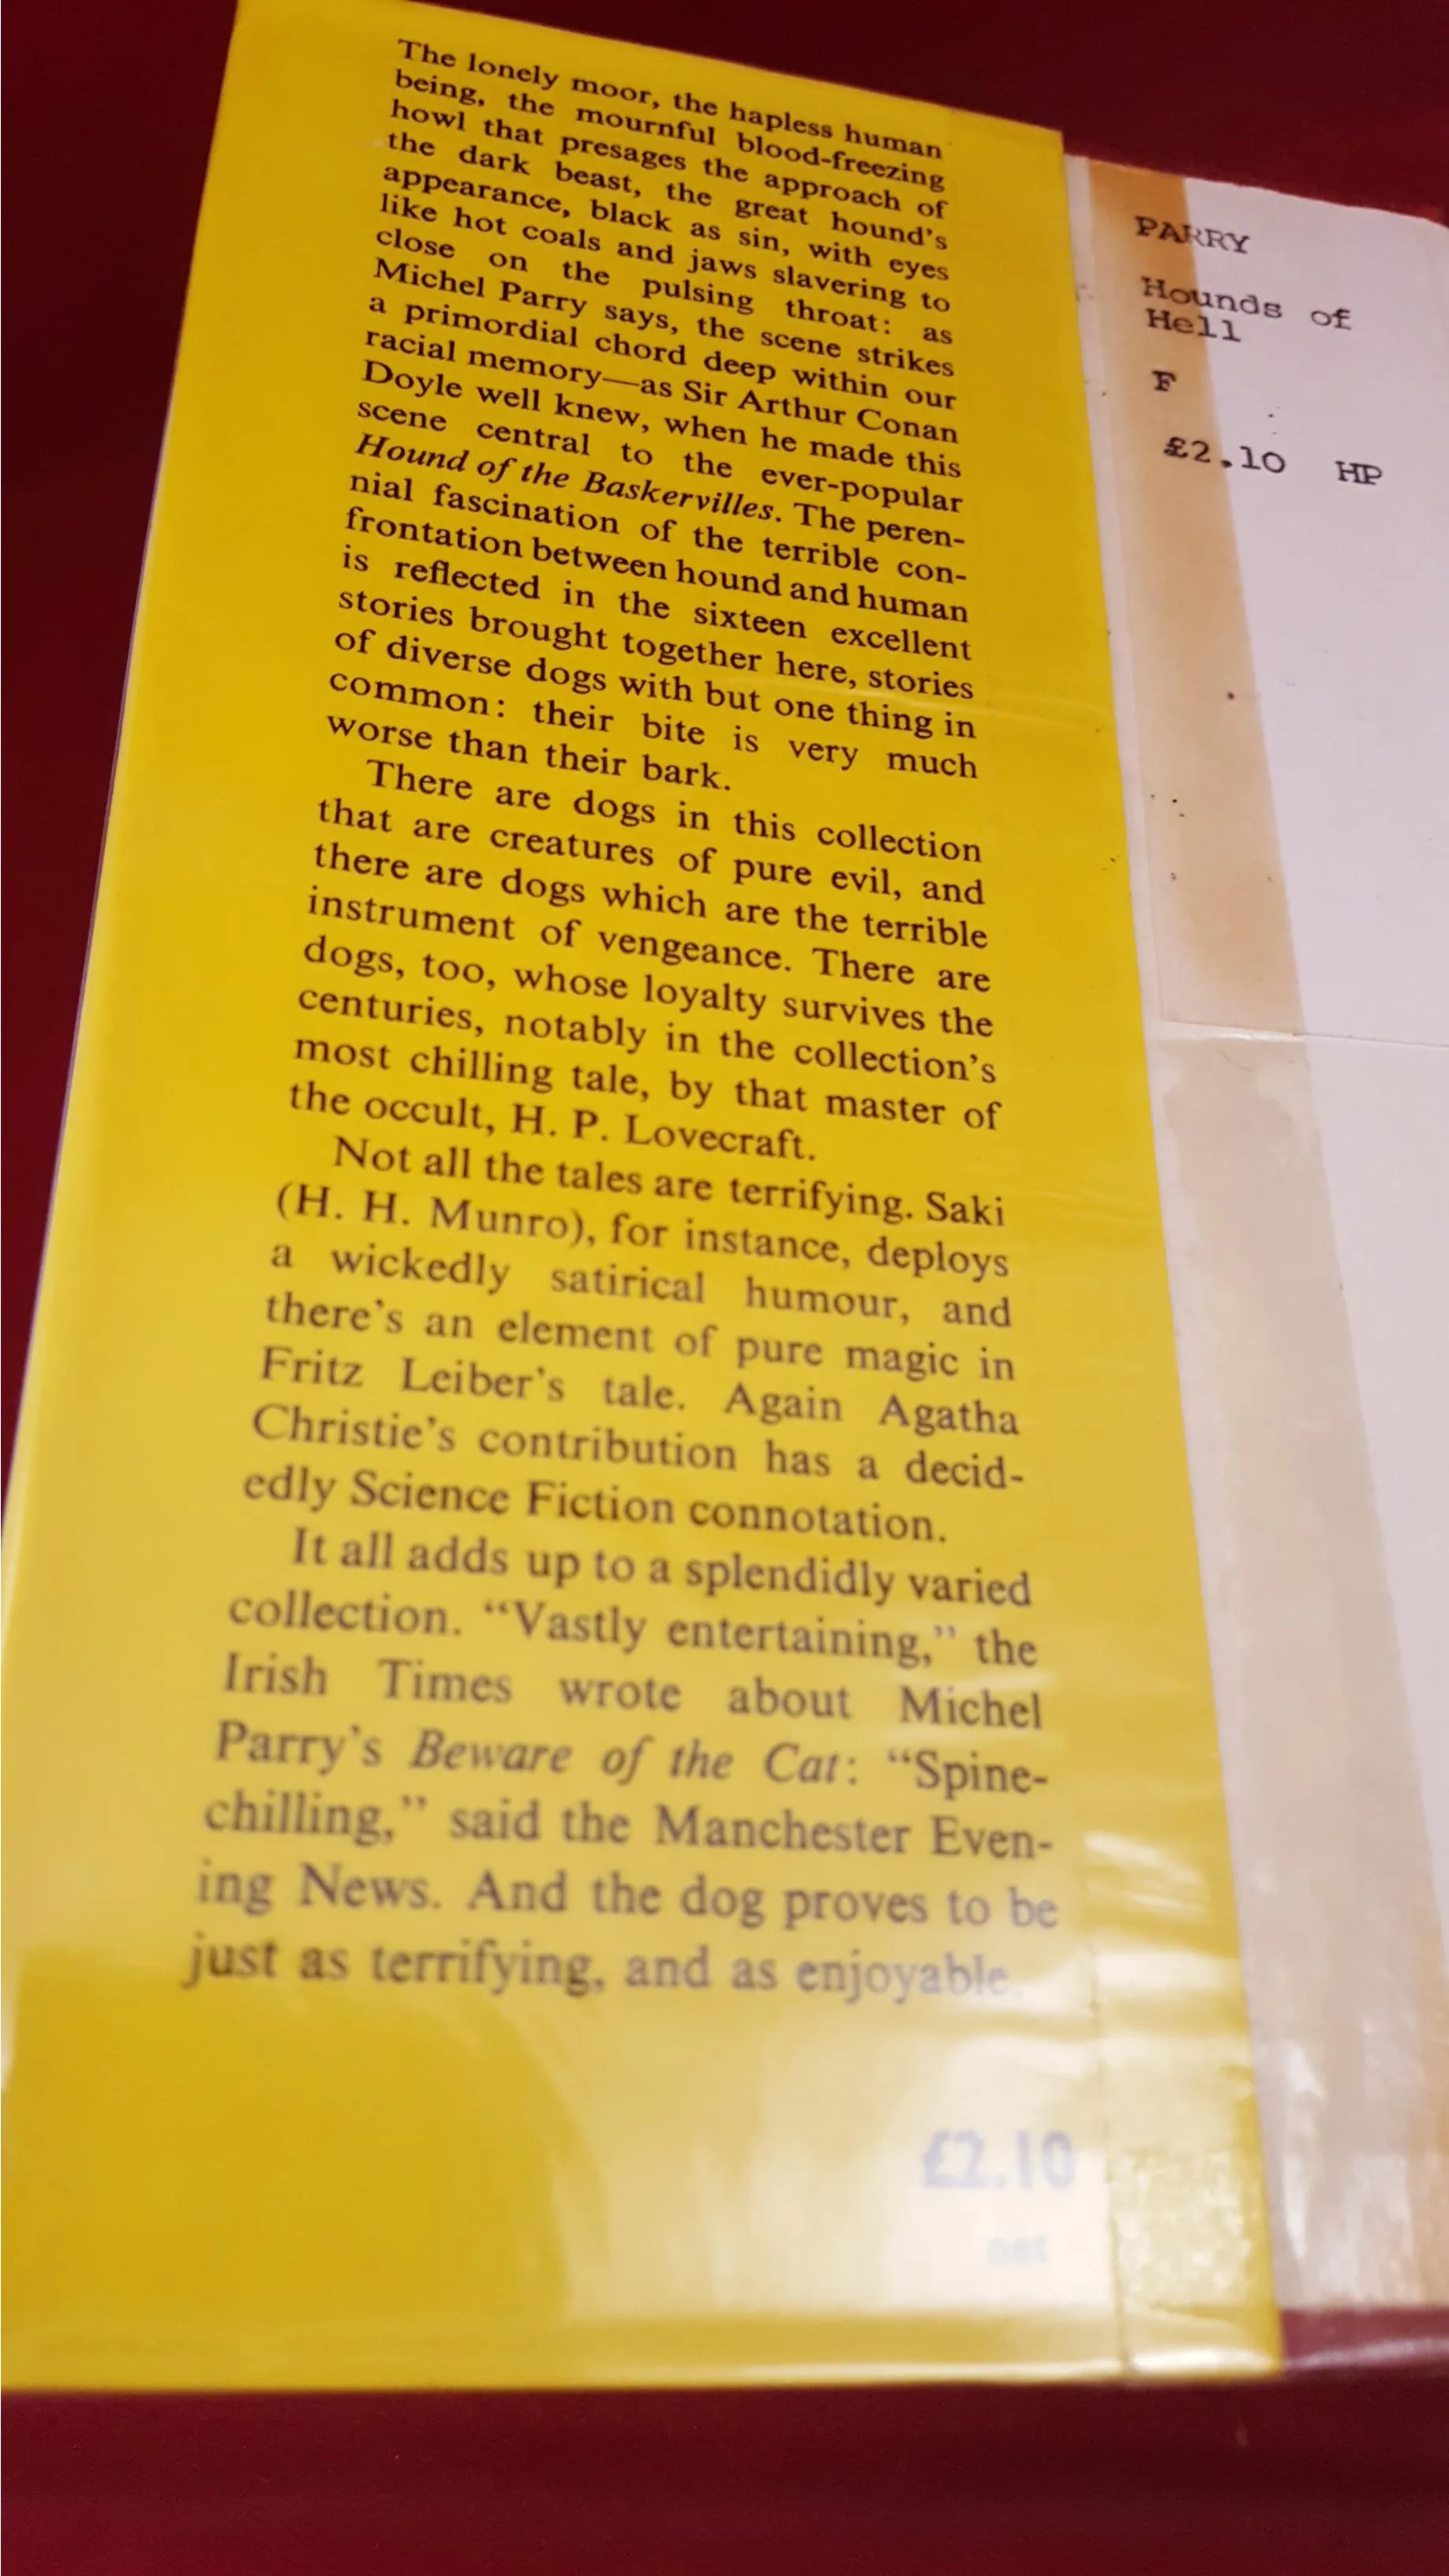 The lonely moor, the hapless human
being, the mournful blood-freezing
howl that presages the approach of
the dark beast, the great hound's
appearance, black as sin, with eyes
like hot coals and jaws slavering to
close on the pulsing throat: as
Michel Parry says, the scene strikes
a primordial chord deep within our
racial memory—as Sir Arthur Conan
Doyle well knew, when he made this
scene central to the ever-popular
Hound of the Baskervilles. The peren-
nial fascination of the terrible con-
frontation between hound and human
is reflected in the sixteen excellent
stories brought together here, stories
of diverse dogs with but one thing in
common: their bite is very much
worse than their bark.
There are dogs in this collection
that are creatures of pure evil, and
there are dogs which are the terrible
instrument of vengeance. There are
dogs, too, whose loyalty survives the
centuries, notably in the collection's
most chilling tale, by that master of
the occult, H. P. Lovecraft.
Not all the tales are terrifying. Saki
(H. H. Munro), for instance, deploys
a wickedly satirical humour, and
there's an element of pure magic in
Fritz Leiber's tale. Again Agatha
Christie's contribution has a decid-
edly Science Fiction connotation.
It all adds up to a splendidly varied
collection. "Vastly entertaining," the
Irish Times wrote about Michel
Parry's Beware of the Cat: "Spine-
chilling," said the Manchester Even-
ing News. And the dog proves to be
just as terrifying, and as enjoyable.
£2.10
net
PARRY
Hounds of
Hell
F
£2.10 HP